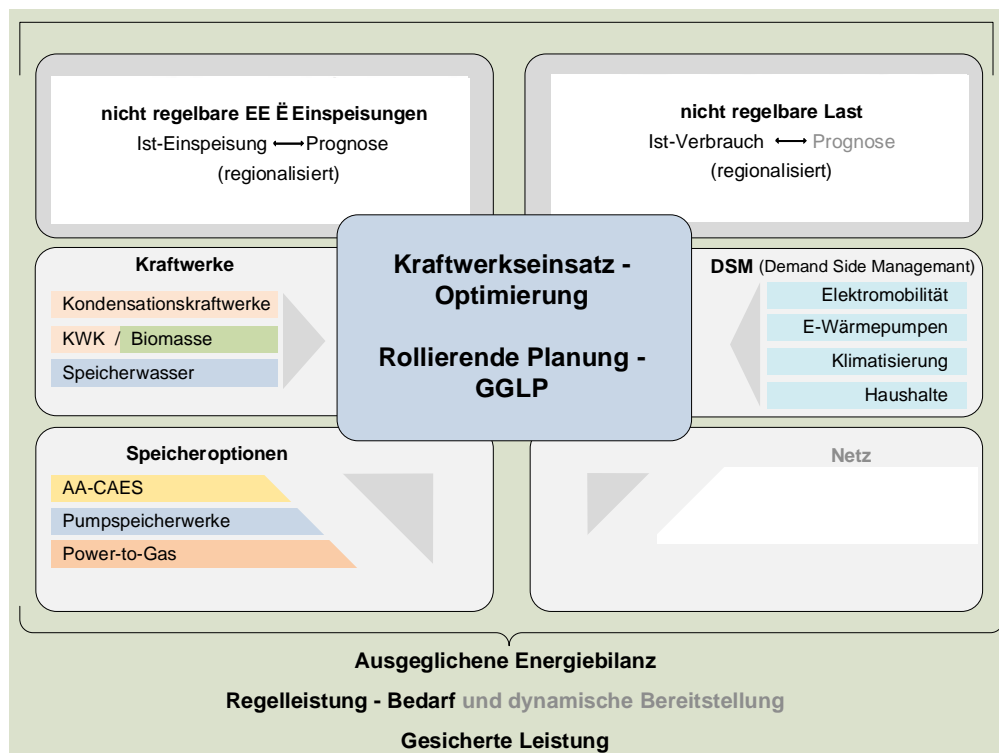 nicht regelbare EE Ë Einspeisungen
Ist-Einspeisung ⟷ Prognose
(regionalisiert)
nicht regelbare Last
Ist-Verbrauch ⟷ Prognose
(regionalisiert)
Kraftwerkseinsatz -
Optimierung
Rollierende Planung -
GGLP
Kraftwerke
Kondensationskraftwerke
KWK / Biomasse
Speicherwasser
DSM (Demand Side Managemant)
Elektromobilität
E-Wärmepumpen
Klimatisierung
Haushalte
Speicheroptionen
AA-CAES
Pumpspeicherwerke
Power-to-Gas
Netz
Ausgeglichene Energiebilanz
Regelleistung - Bedarf und dynamische Bereitstellung
Gesicherte Leistung